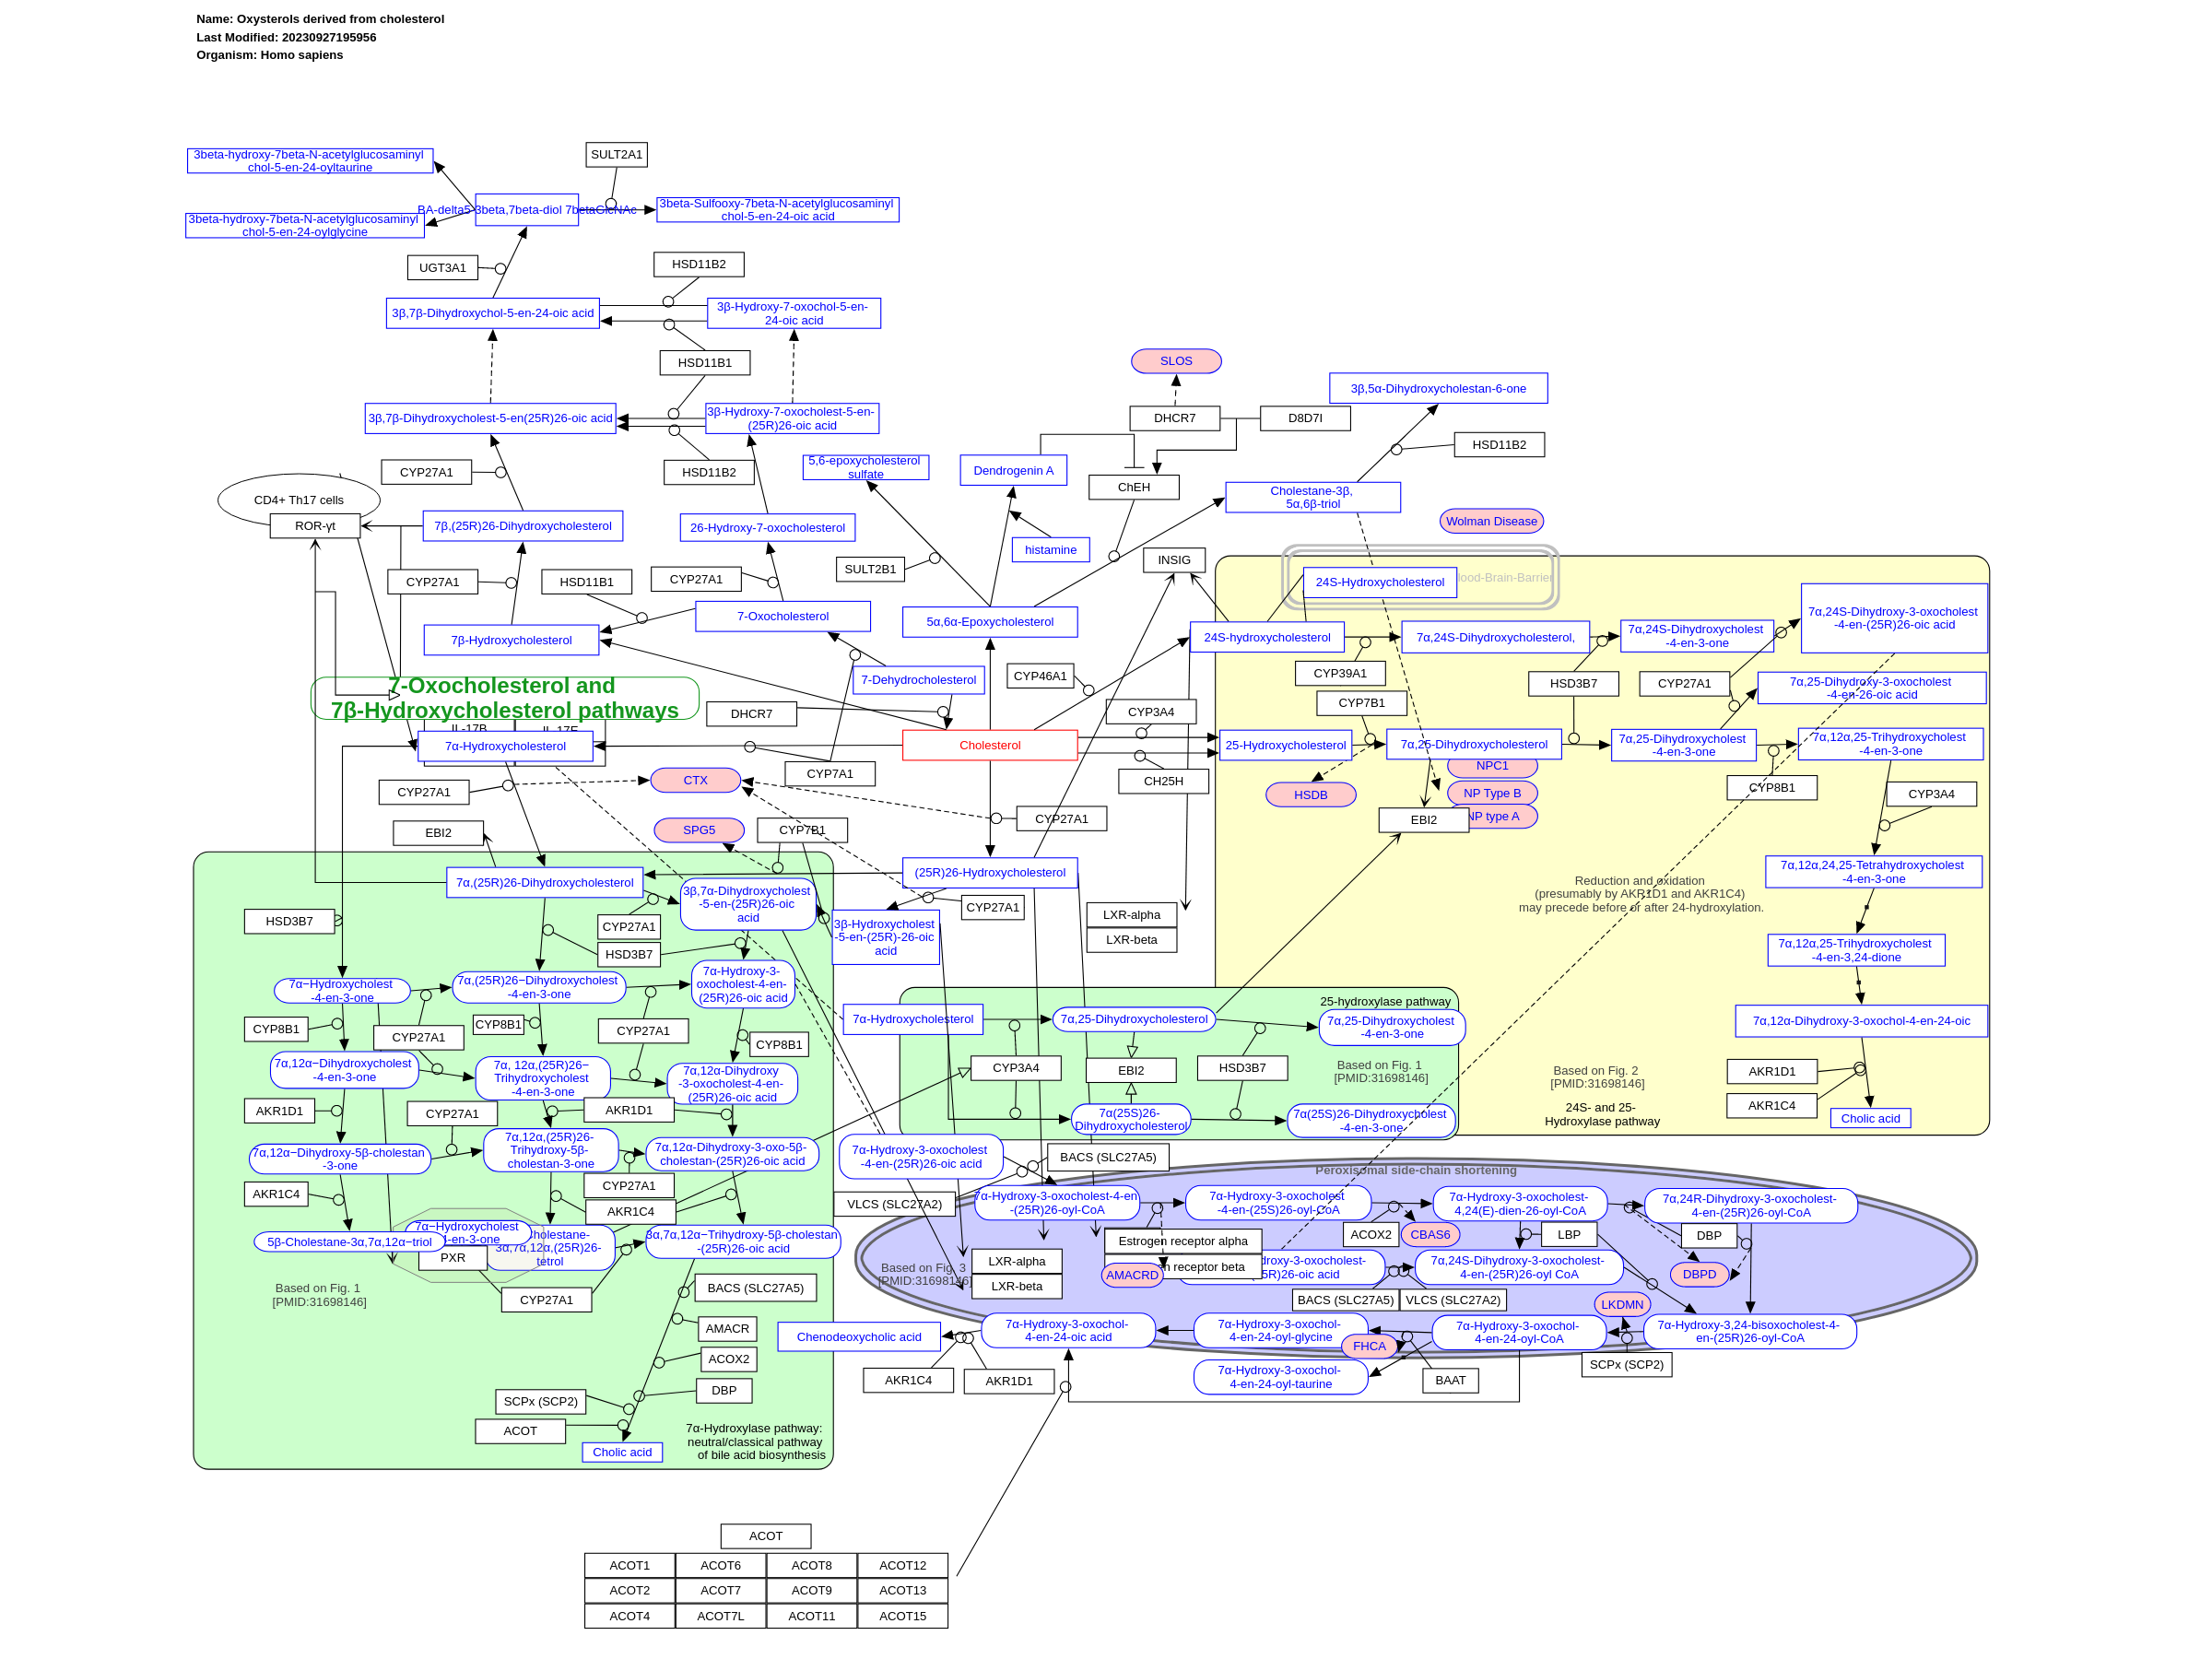 Name: Oxysterols derived from cholesterol
Last Modified: 20230927195956
Organism: Homo sapiens
SULT2A1
3beta-hydroxy-7beta-N-acetylglucosaminyl
chol-5-en-24-oyltaurine
BA-delta5-3beta,7beta-diol 7betaGlcNAc
3beta-Sulfooxy-7beta-N-acetylglucosaminyl
chol-5-en-24-oic acid
3beta-hydroxy-7beta-N-acetylglucosaminyl
chol-5-en-24-oylglycine
UGT3A1
HSD11B2
3β,7β-Dihydroxychol-5-en-24-oic acid
3β-Hydroxy-7-oxochol-5-en-
24-oic acid
HSD11B1
SLOS
3β,5α-Dihydroxycholestan-6-one
3β,7β-Dihydroxycholest-5-en(25R)26-oic acid
3β-Hydroxy-7-oxocholest-5-en-
(25R)26-oic acid
DHCR7
D8D7I
HSD11B2
CYP27A1
HSD11B2
5,6-epoxycholesterol
sulfate
Dendrogenin A
ChEH
Cholestane-3β,
5α,6β-triol
CD4+ Th17 cells
ROR-γt
7β,(25R)26-Dihydroxycholesterol
26-Hydroxy-7-oxocholesterol
histamine
Wolman Disease
CYP27A1
HSD11B1
CYP27A1
SULT2B1
INSIG
24S-Hydroxycholesterol
lood-Brain-Barrier
7β-Hydroxycholesterol
7-Oxocholesterol
5α,6α-Epoxycholesterol
24S-hydroxycholesterol
7α,24S-Dihydroxycholesterol,
7α,24S-Dihydroxycholest
-4-en-3-one
7α,24S-Dihydroxy-3-oxocholest
-4-en-(25R)26-oic acid
7-Oxocholesterol and
7β-Hydroxycholesterol pathways
7-Dehydrocholesterol
CYP46A1
CYP39A1
HSD3B7
CYP27A1
7α,25-Dihydroxy-3-oxocholest
-4-en-26-oic acid
DHCR7
CYP3A4
CYP7B1
IL-17B
IL-17F
7α-Hydroxycholesterol
Cholesterol
25-Hydroxycholesterol
7α,25-Dihydroxycholesterol
7α,25-Dihydroxycholest
-4-en-3-one
7α,12α,25-Trihydroxycholest
-4-en-3-one
CYP27A1
CTX
CYP7A1
CH25H
HSDB
NPC1
NP Type B
NP type A
CYP8B1
CYP3A4
EBI2
SPG5
CYP7B1
CYP27A1
EBI2
7α,(25R)26-Dihydroxycholesterol
3β,7α-Dihydroxycholest
-5-en-(25R)26-oic
acid
(25R)26-Hydroxycholesterol
7α,12α,24,25-Tetrahydroxycholest
-4-en-3-one
Reduction and oxidation
(presumably by AKR1D1 and AKR1C4)
may precede before or after 24-hydroxylation.
HSD3B7
CYP27A1
HSD3B7
3β-Hydroxycholest
-5-en-(25R)-26-oic
acid
CYP27A1
LXR-alpha
LXR-beta
7α,12α,25-Trihydroxycholest
-4-en-3,24-dione
7α−Hydroxycholest
-4-en-3-one
7α,(25R)26−Dihydroxycholest
-4-en-3-one
7α-Hydroxy-3-
oxocholest-4-en-
(25R)26-oic acid
25-hydroxylase pathway
CYP8B1
CYP27A1
CYP8B1
CYP27A1
CYP8B1
7α-Hydroxycholesterol
7α,25-Dihydroxycholesterol
7α,25-Dihydroxycholest
-4-en-3-one
7α,12α-Dihydroxy-3-oxochol-4-en-24-oic
7α,12α−Dihydroxycholest
-4-en-3-one
7α, 12α,(25R)26−
Trihydroxycholest
-4-en-3-one
7α,12α-Dihydroxy
-3-oxocholest-4-en-
(25R)26-oic acid
CYP3A4
EBI2
HSD3B7
Based on Fig. 1
[PMID:31698146]
Based on Fig. 2
[PMID:31698146]
AKR1D1
AKR1C4
24S- and 25-
Hydroxylase pathway
Cholic acid
AKR1D1
CYP27A1
AKR1D1
7α(25S)26-
Dihydroxycholesterol
7α(25S)26-Dihydroxycholest
-4-en-3-one
7α,12α−Dihydroxy-5β-cholestan
-3-one
7α,12α,(25R)26-
Trihydroxy-5β-
cholestan-3-one
7α,12α-Dihydroxy-3-oxo-5β-
cholestan-(25R)26-oic acid
7α-Hydroxy-3-oxocholest
-4-en-(25R)26-oic acid
BACS (SLC27A5)
Peroxisomal side-chain shortening
AKR1C4
CYP27A1
AKR1C4
VLCS (SLC27A2)
7α-Hydroxy-3-oxocholest-4-en
-(25R)26-oyl-CoA
7α-Hydroxy-3-oxocholest
-4-en-(25S)26-oyl-CoA
7α-Hydroxy-3-oxocholest-
4,24(E)-dien-26-oyl-CoA
7α,24R-Dihydroxy-3-oxocholest-
4-en-(25R)26-oyl-CoA
ACOX2
CBAS6
LBP
DBP
5β-Cholestane-3α,7α,12α−triol
7α−Hydroxycholest
-en-3-one
PXR
holestane-
3α,7α,12α,(25R)26-
tetrol
3α,7α,12α−Trihydroxy-5β-cholestan
-(25R)26-oic acid
Based on Fig. 3
[PMID:31698146]
LXR-alpha
LXR-beta
Estrogen receptor alpha
n receptor beta
AMACRD
droxy-3-oxocholest-
5R)26-oic acid
7α,24S-Dihydroxy-3-oxocholest-
4-en-(25R)26-oyl CoA
DBPD
Based on Fig. 1
[PMID:31698146]
CYP27A1
BACS (SLC27A5)
BACS (SLC27A5)
VLCS (SLC27A2)
LKDMN
AMACR
Chenodeoxycholic acid
7α-Hydroxy-3-oxochol-
4-en-24-oic acid
7α-Hydroxy-3-oxochol-
4-en-24-oyl-glycine
FHCA
7α-Hydroxy-3-oxochol-
4-en-24-oyl-CoA
7α-Hydroxy-3,24-bisoxocholest-4-
en-(25R)26-oyl-CoA
ACOX2
AKR1C4
AKR1D1
7α-Hydroxy-3-oxochol-
4-en-24-oyl-taurine
BAAT
SCPx (SCP2)
DBP
SCPx (SCP2)
ACOT
Cholic acid
7α-Hydroxylase pathway:
neutral/classical pathway
of bile acid biosynthesis
ACOT
ACOT1
ACOT6
ACOT8
ACOT12
ACOT2
ACOT7
ACOT9
ACOT13
ACOT4
ACOT7L
ACOT11
ACOT15